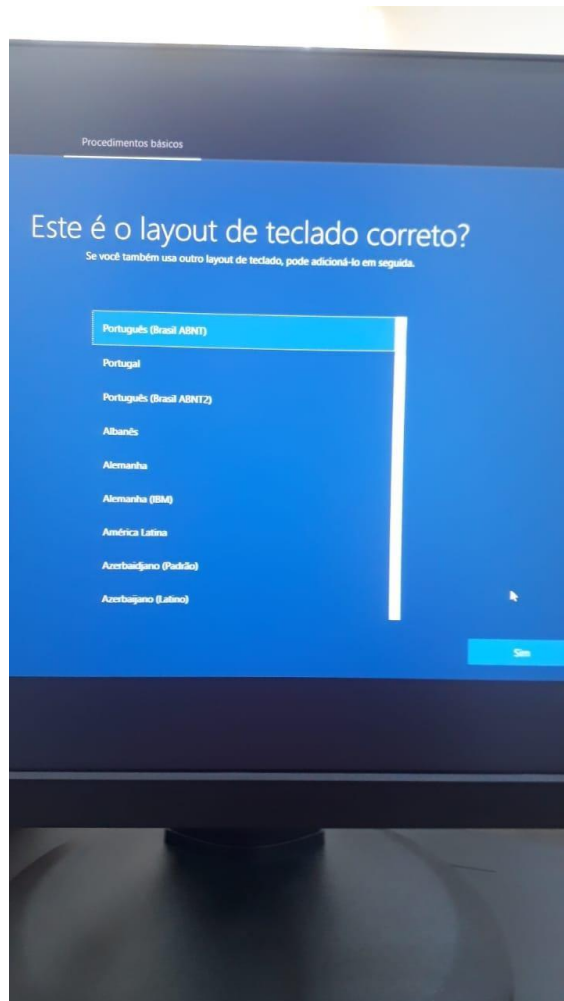 Procedimentos básicos
Este é o layout de teclado correto?
Se você também usa outro layout de teclado, pode adicioná-lo em seguida.
Português (Brasil ABNT)
Portugal
Português (Brasil ABNT2)
Albanês
Alemanha
Alemanha (IBM)
América Latina
Azerbaidjano (Padrão)
Azerbaijano (Latino)
Sim